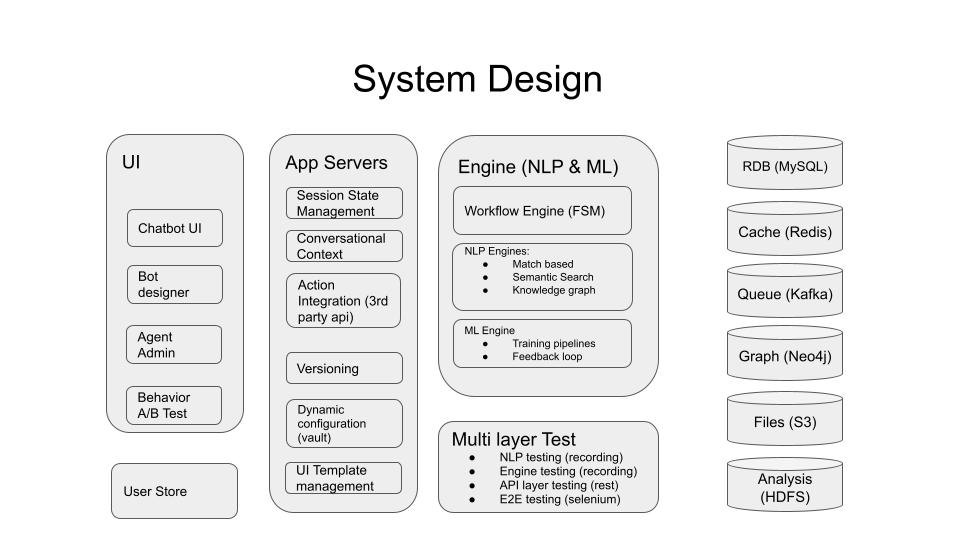 System Design
UI
Chatbot UI
Bot
designer
Agent
Admin
Behavior
A/B Test
User Store
App Servers
Session State
Management
Conversational
Context
Action
Integration (3rd
party api)
Versioning
Dynamic
configuration
(vault)
UI Template
management
Engine (NLP & ML)
Workflow Engine (FSM)
NLP Engines:
● Match based
● Semantic Search
● Knowledge graph
ML Engine
● Training pipelines
● Feedback loop
Multi layer Test
● NLP testing (recording)
● Engine testing (recording)
● API layer testing (rest)
● E2E testing (selenium)
RDB (MySQL)
Cache (Redis)
Queue (Kafka)
Graph (Neo4j)
Files (S3)
Analysis
(HDFS)